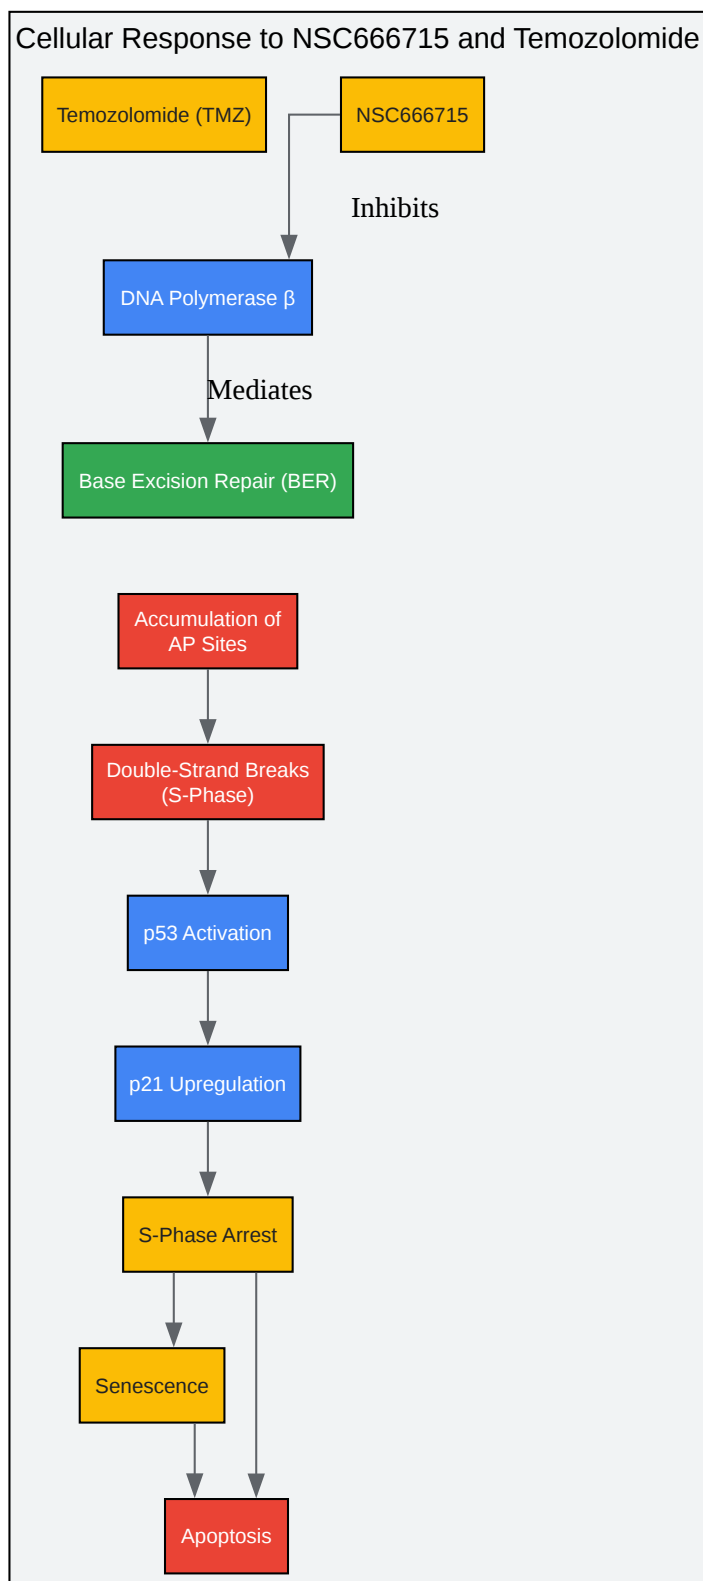 Cellular Response to NSC666715 and Temozolomide
Temozolomide (TMZ)
NSC666715
Inhibits
DNA Polymerase β
Mediates
Base Excision Repair (BER)
Accumulation of
AP Sites
Double-Strand Breaks
(S-Phase)
p53 Activation
p21 Upregulation
S-Phase Arrest
Senescence
Apoptosis